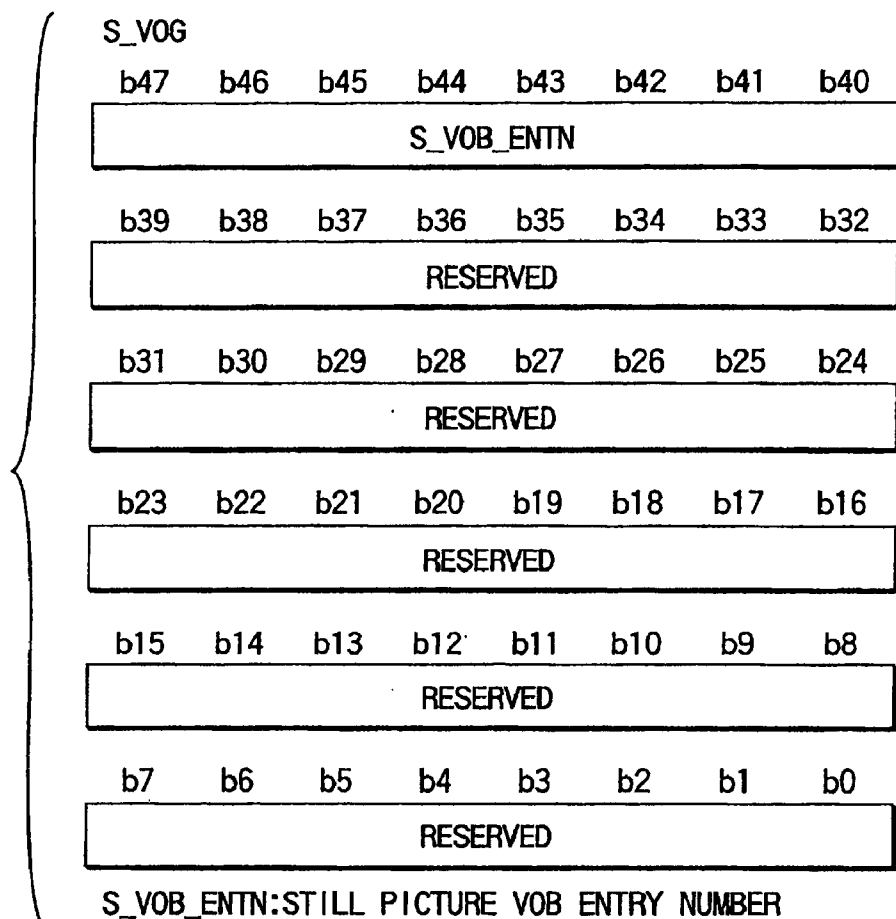 S_VOG
b47 b46 b45 b44 b43 b42 b41 b40
S_VOB_ENTN
b39 b38 b37 b36 b35 b34 b33 b32
RESERVED
b31 b30 b29 b28 b27 b26 b25 b24
RESERVED
b23 b22 b21 b20 b19 b18 b17 b16
RESERVED
b15 b14 b13 b12 b11 b10 b9 b8
RESERVED
b7 b6 b5 b4 b3 b2 b1 b0
RESERVED
S_VOB_ENTN:STILL PICTURE VOB ENTRY NUMBER